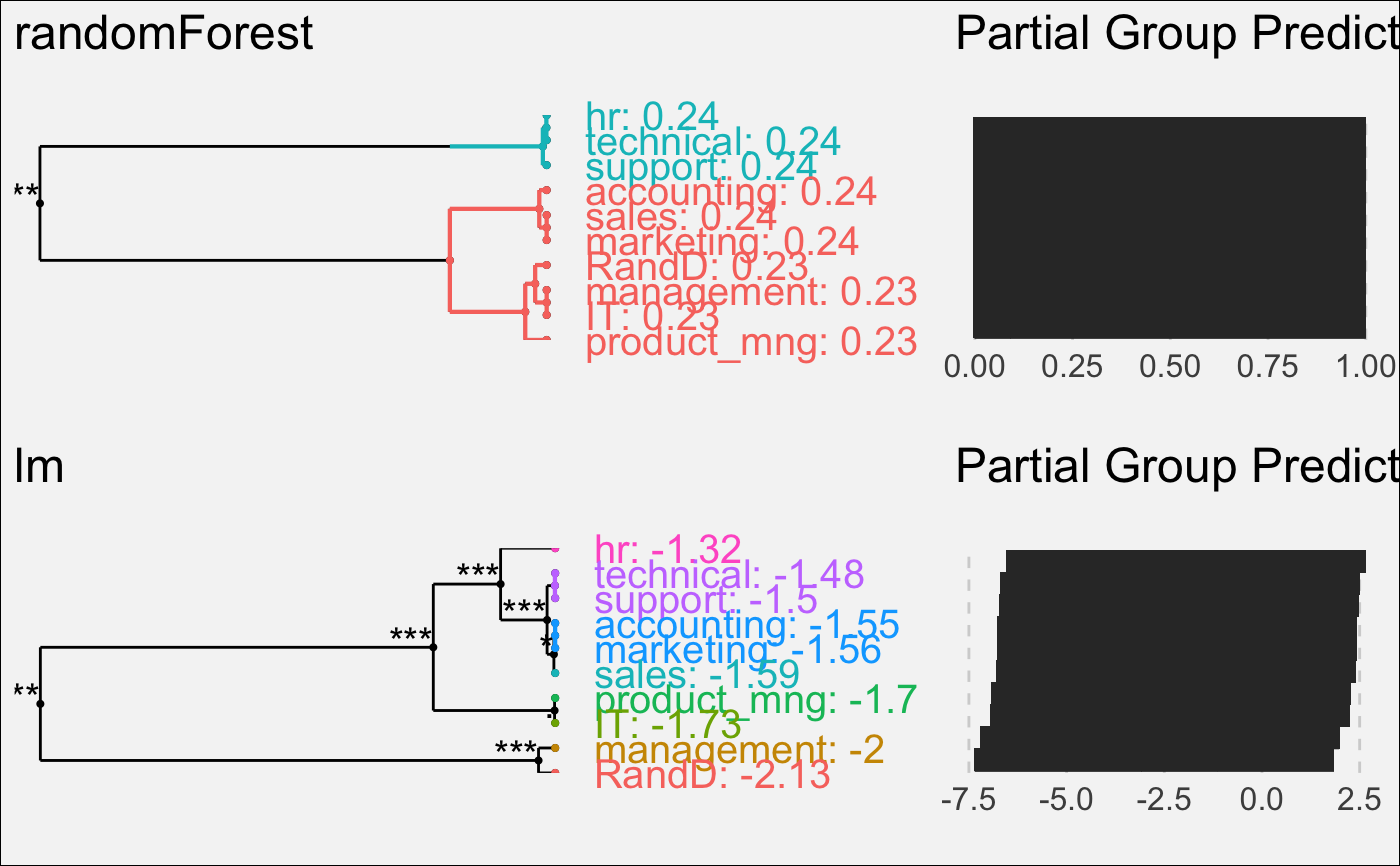 randomForest
Partial Group Predict
**
hr: 0.24
technical: 0.24
support: 0.24
accounting: 0.24
sales: 0.24
marketing: 0.24
RandD: 0.23
management: 0.23
IT: 0.23
product_mng: 0.23
0.00 0.25 0.50 0.75 1.00
lm
Partial Group Predict
***
***
***
*
**
.
***
hr: -1.32
technical: -1.48
support: -1.5
accounting: -1.55
marketing: -1.56
sales: -1.59
product_mng: -1.7
IT: -1.73
management: -2
RandD: -2.13
-7.5 -5.0 -2.5 0.0 2.5